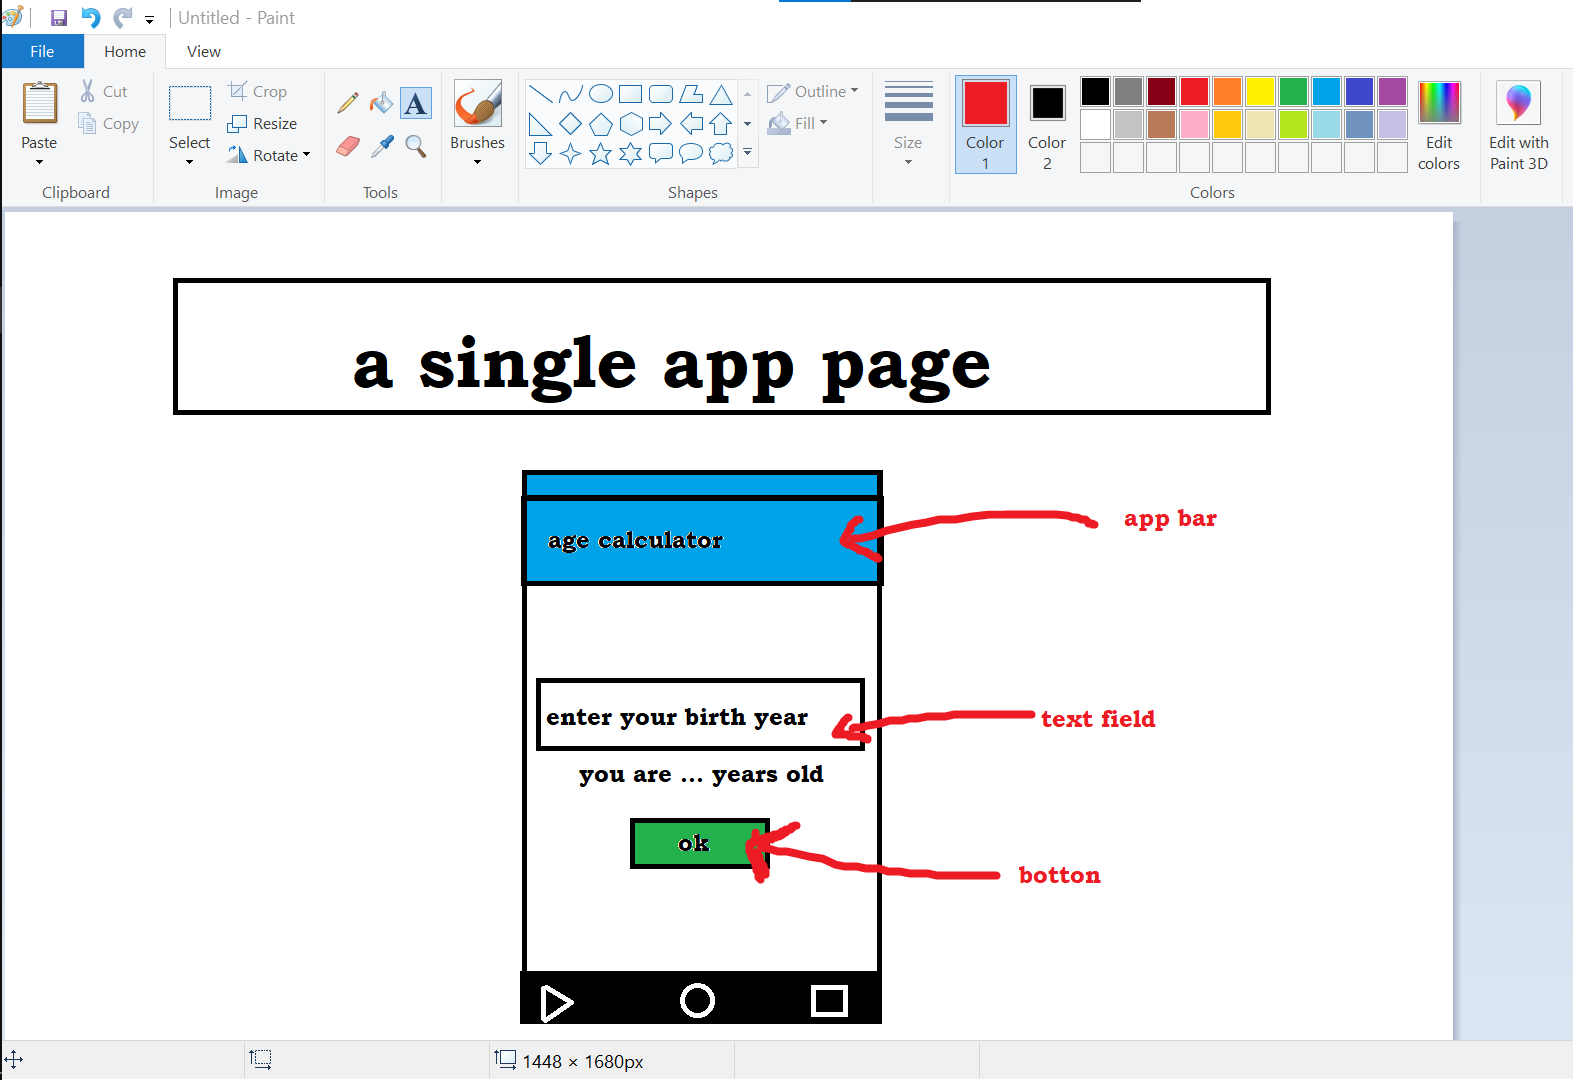 Untitled - Paint
File Home View
Paste
Cut
Copy
Clipboard
Select
Crop
Resize
Rotate
Image
A
Tools
Brushes
Shapes
Outline
Fill
Size
Color 1
Color 2
Colors
Edit colors
Edit with Paint 3D
a single app page
age calculator
app bar
enter your birth year
text field
you are ... years old
ok
botton
1448 × 1680px